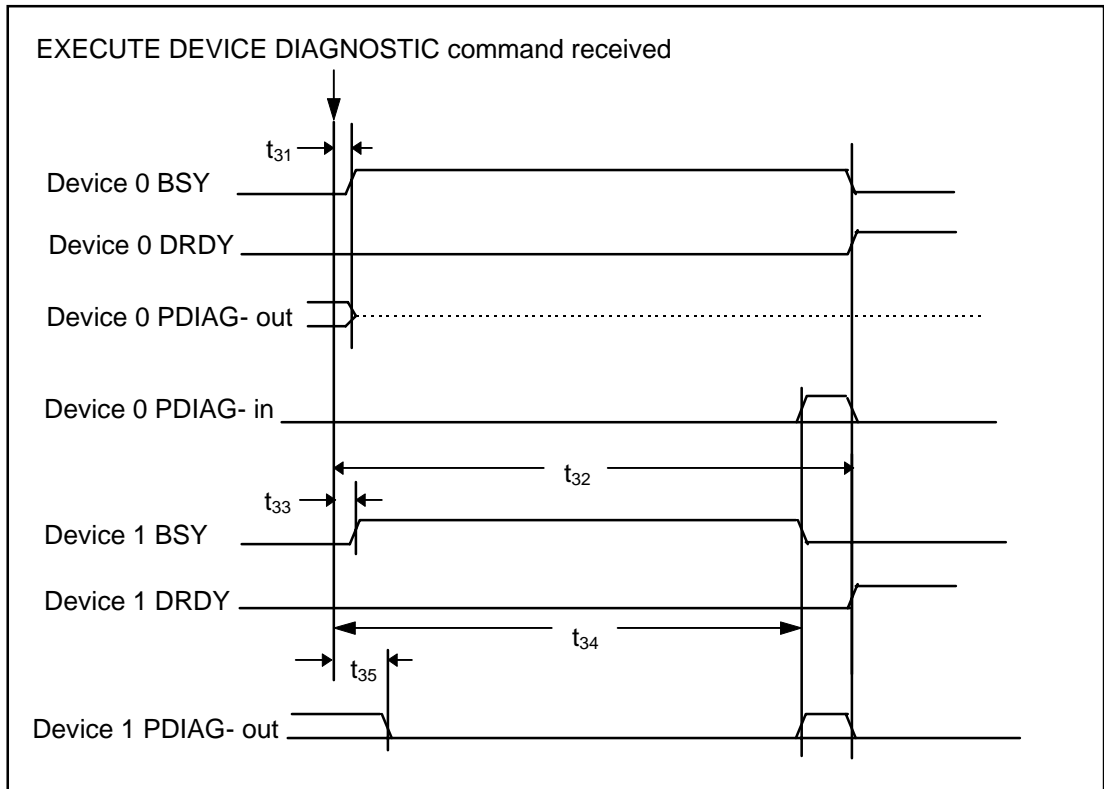 EXECUTE DEVICE DIAGNOSTIC command received
t31
Device 0 BSY
Device 0 DRDY
Device 0 PDIAG- out
Device 0 PDIAG- in
t32
t33
Device 1 BSY
Device 1 DRDY
t34
t35
Device 1 PDIAG- out